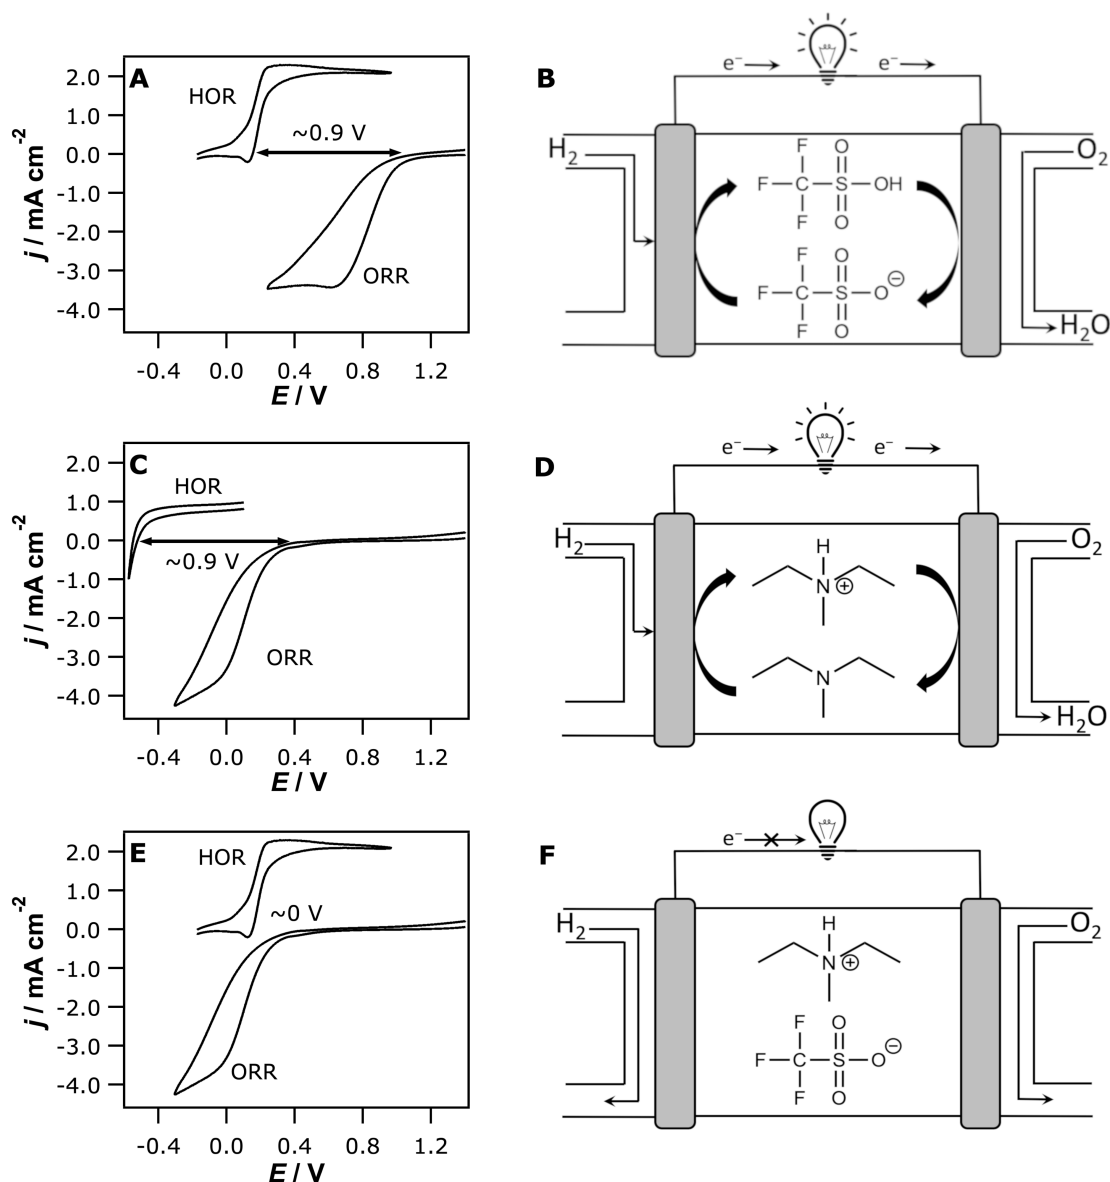 A
2.0
1.0
0.0
-1.0
-2.0
-3.0
-4.0
j / mA cm-2
HOR
~0.9 V
ORR
-0.4 0.0 0.4 0.8 1.2
E / V
B
e− e−
H2
O2
F O
F C S OH
F O
F O
F C S O ⊖
F O
H2O
C
2.0
1.0
0.0
-1.0
-2.0
-3.0
-4.0
j / mA cm-2
HOR
~0.9 V
ORR
-0.4 0.0 0.4 0.8 1.2
E / V
D
e− e−
H2
O2
H
N ⊕
N
H2O
E
2.0
1.0
0.0
-1.0
-2.0
-3.0
-4.0
j / mA cm-2
HOR
~0 V
ORR
-0.4 0.0 0.4 0.8 1.2
E / V
F
e−
H2
O2
H
N ⊕
F O
F C S O ⊖
F O